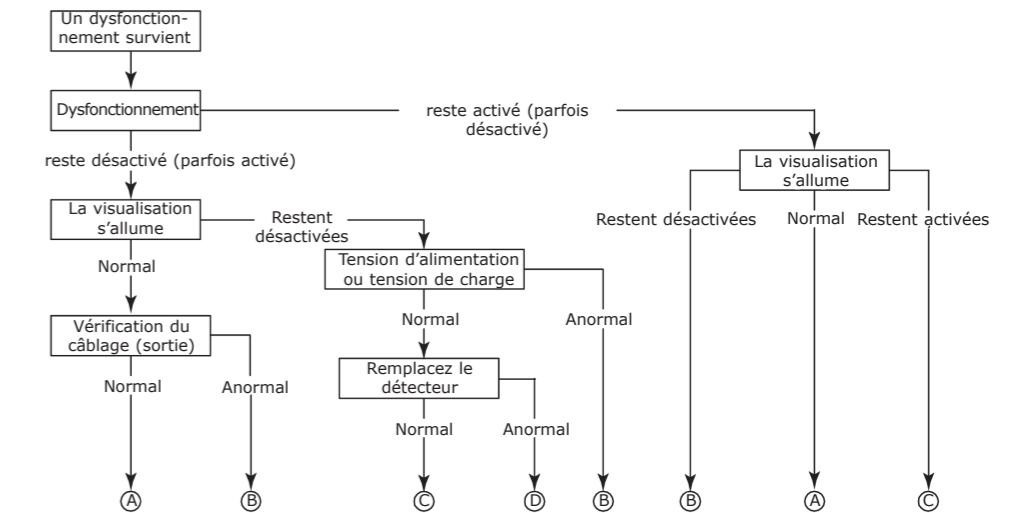 Un dysfonction-
nement survient
Dysfonctionnement
reste activé (parfois
désactivé)
reste désactivé (parfois activé)
La visualisation
s'allume
La visualisation
s'allume
Restent
désactivées
Restent désactivées
Normal
Restent activées
Normal
Tension d'alimentation
ou tension de charge
Vérification du
câblage (sortie)
Normal
Anormal
Remplacez le
détecteur
Normal
Anormal
Normal
Anormal
A
B
C
D
B
B
A
C